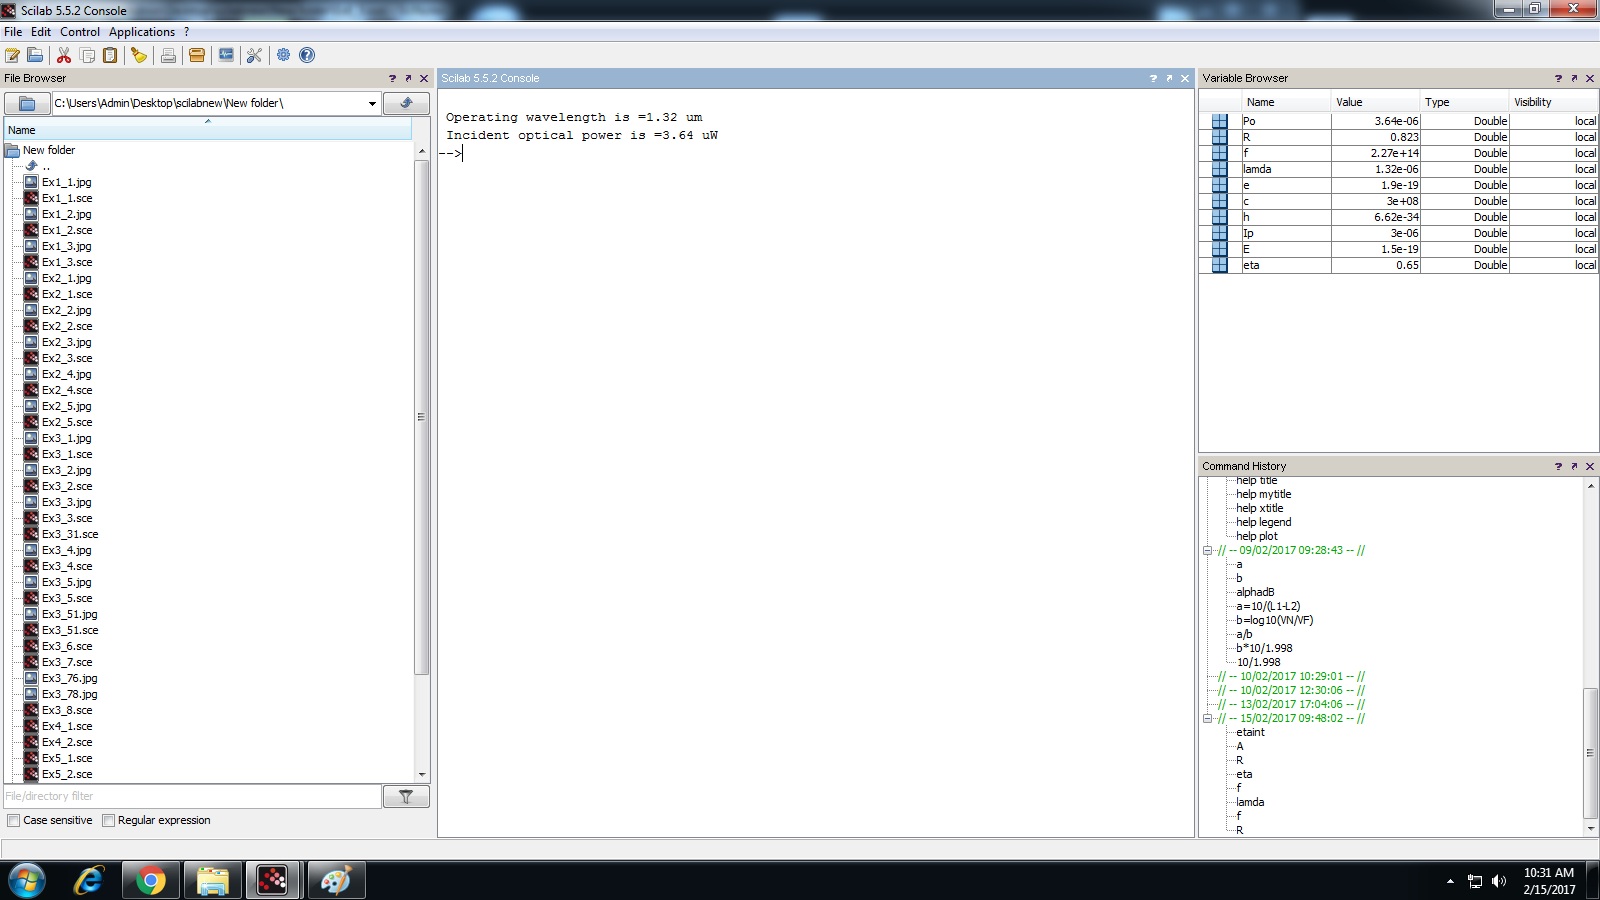 Scilab 5.5.2 Console
File Edit Control Applications ?
File Browser
C:\Users\Admin\Desktop\scilabnew\New folder\
Name
New folder
..
Ex1_1.jpg
Ex1_1.sce
Ex1_2.jpg
Ex1_2.sce
Ex1_3.jpg
Ex1_3.sce
Ex2_1.jpg
Ex2_1.sce
Ex2_2.jpg
Ex2_2.sce
Ex2_3.jpg
Ex2_3.sce
Ex2_4.jpg
Ex2_4.sce
Ex2_5.jpg
Ex2_5.sce
Ex3_1.jpg
Ex3_1.sce
Ex3_2.jpg
Ex3_2.sce
Ex3_3.jpg
Ex3_3.sce
Ex3_31.sce
Ex3_4.jpg
Ex3_4.sce
Ex3_5.jpg
Ex3_5.sce
Ex3_51.jpg
Ex3_51.sce
Ex3_6.sce
Ex3_7.sce
Ex3_76.jpg
Ex3_78.jpg
Ex3_8.sce
Ex4_1.sce
Ex4_2.sce
Ex5_1.sce
Ex5_2.sce
File/directory filter
Case sensitive Regular expression
Scilab 5.5.2 Console
Operating wavelength is =1.32 um
Incident optical power is =3.64 uW
-->
Variable Browser
Name Value Type Visibility
Po 3.64e-06 Double local
R 0.823 Double local
f 2.27e+14 Double local
lamda 1.32e-06 Double local
e 1.9e-19 Double local
c 3e+08 Double local
h 6.62e-34 Double local
Ip 3e-06 Double local
E 1.5e-19 Double local
eta 0.65 Double local
Command History
help title
help mytitle
help xtitle
help legend
help plot
// -- 09/02/2017 09:28:43 -- //
a
b
alphadB
a=10/(L1-L2)
b=log10(VN/VF)
a/b
b*10/1.998
10/1.998
// -- 10/02/2017 10:29:01 -- //
// -- 10/02/2017 12:30:06 -- //
// -- 13/02/2017 17:04:06 -- //
// -- 15/02/2017 09:48:02 -- //
etaint
A
R
eta
f
lamda
f
R
10:31 AM
2/15/2017